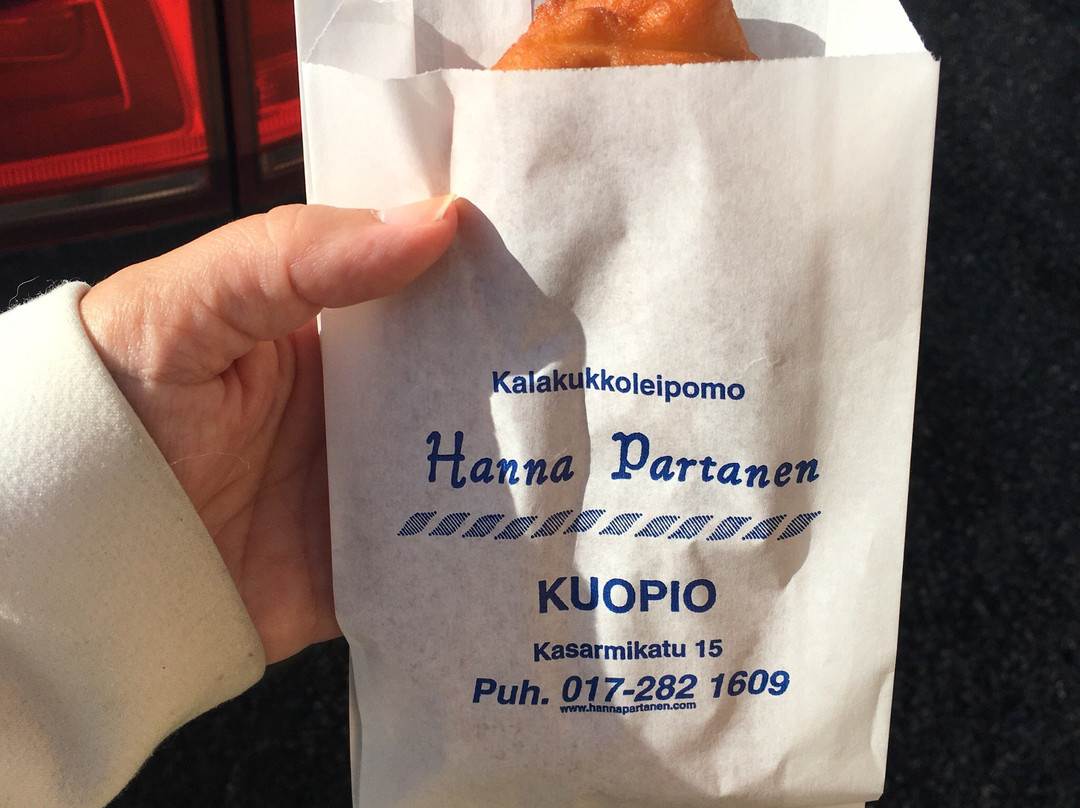 Kalakukkoleipomo
Hanna Partanen
KUOPIO
Kasarmikatu 15
Puh. 017-282 1609
www.hannapartanen.com